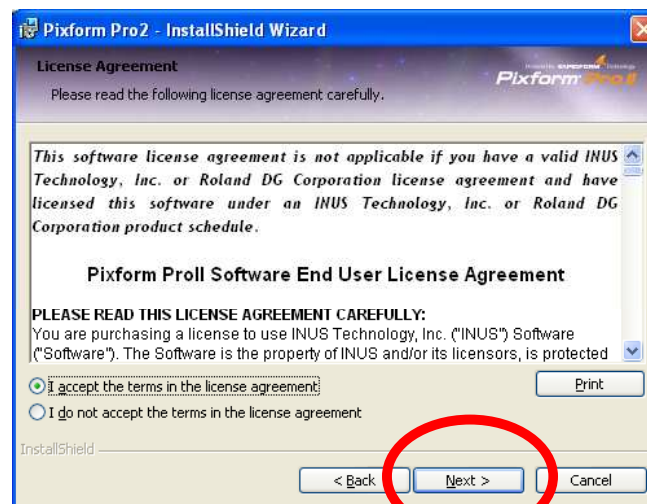 Pixform Pro2 - InstallShield Wizard
License Agreement
Please read the following license agreement carefully.
Pixform Pro II
This software license agreement is not applicable if you have a valid INUS
Technology, Inc. or Roland DG Corporation license agreement and have
licensed this software under an INUS Technology, Inc. or Roland DG
Corporation product schedule.
Pixform ProII Software End User License Agreement
PLEASE READ THIS LICENSE AGREEMENT CAREFULLY:
You are purchasing a license to use INUS Technology, Inc. ("INUS") Software
("Software"). The Software is the property of INUS and/or its licensors, is protected
I accept the terms in the license agreement
Print
I do not accept the terms in the license agreement
InstallShield
< Back
Next >
Cancel